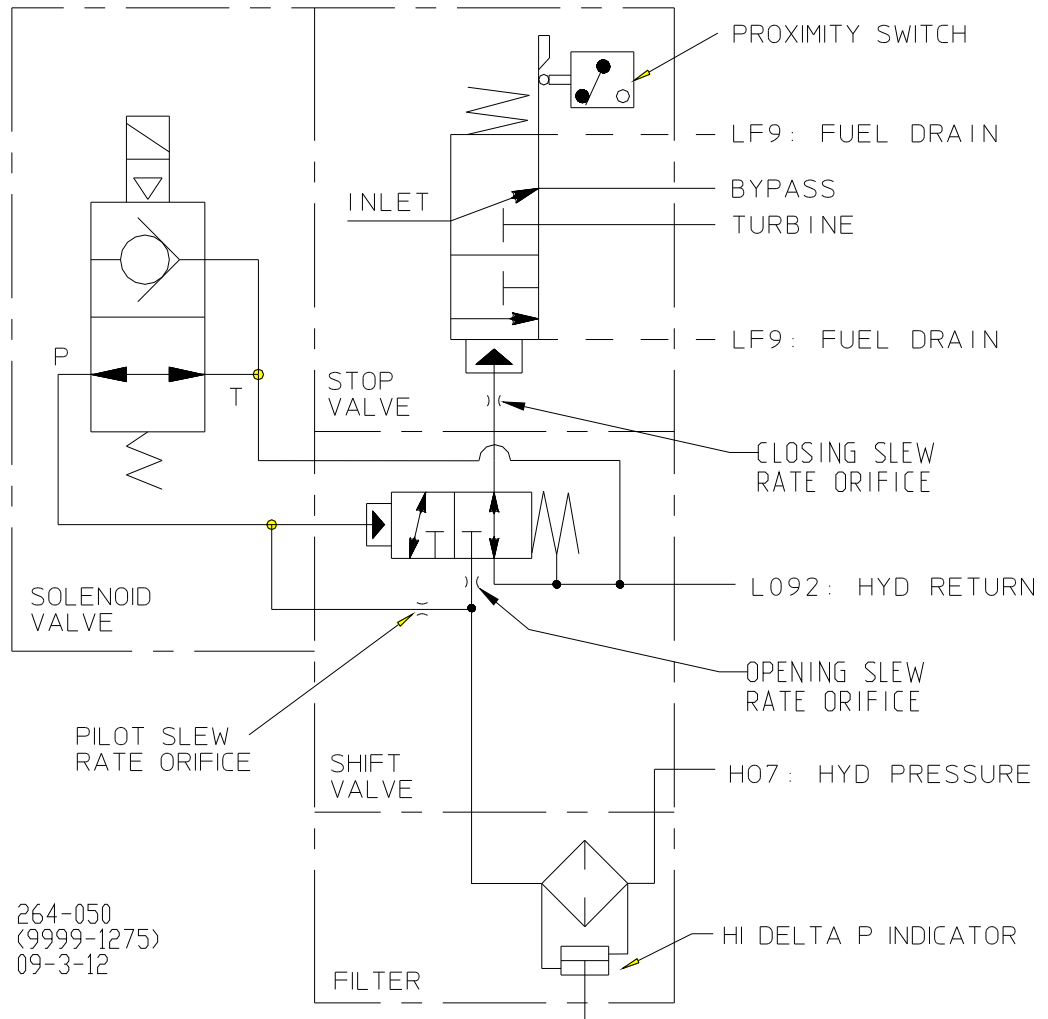 PROXIMITY SWITCH
LF9: FUEL DRAIN
BYPASS
INLET
TURBINE
LF9: FUEL DRAIN
P
T
STOP
VALVE
CLOSING SLEW
RATE ORIFICE
SOLENOID
VALVE
L092: HYD RETURN
OPENING SLEW
RATE ORIFICE
PILOT SLEW
RATE ORIFICE
SHIFT
VALVE
H07: HYD PRESSURE
264-050
(9999-1275)
09-3-12
HI DELTA P INDICATOR
FILTER